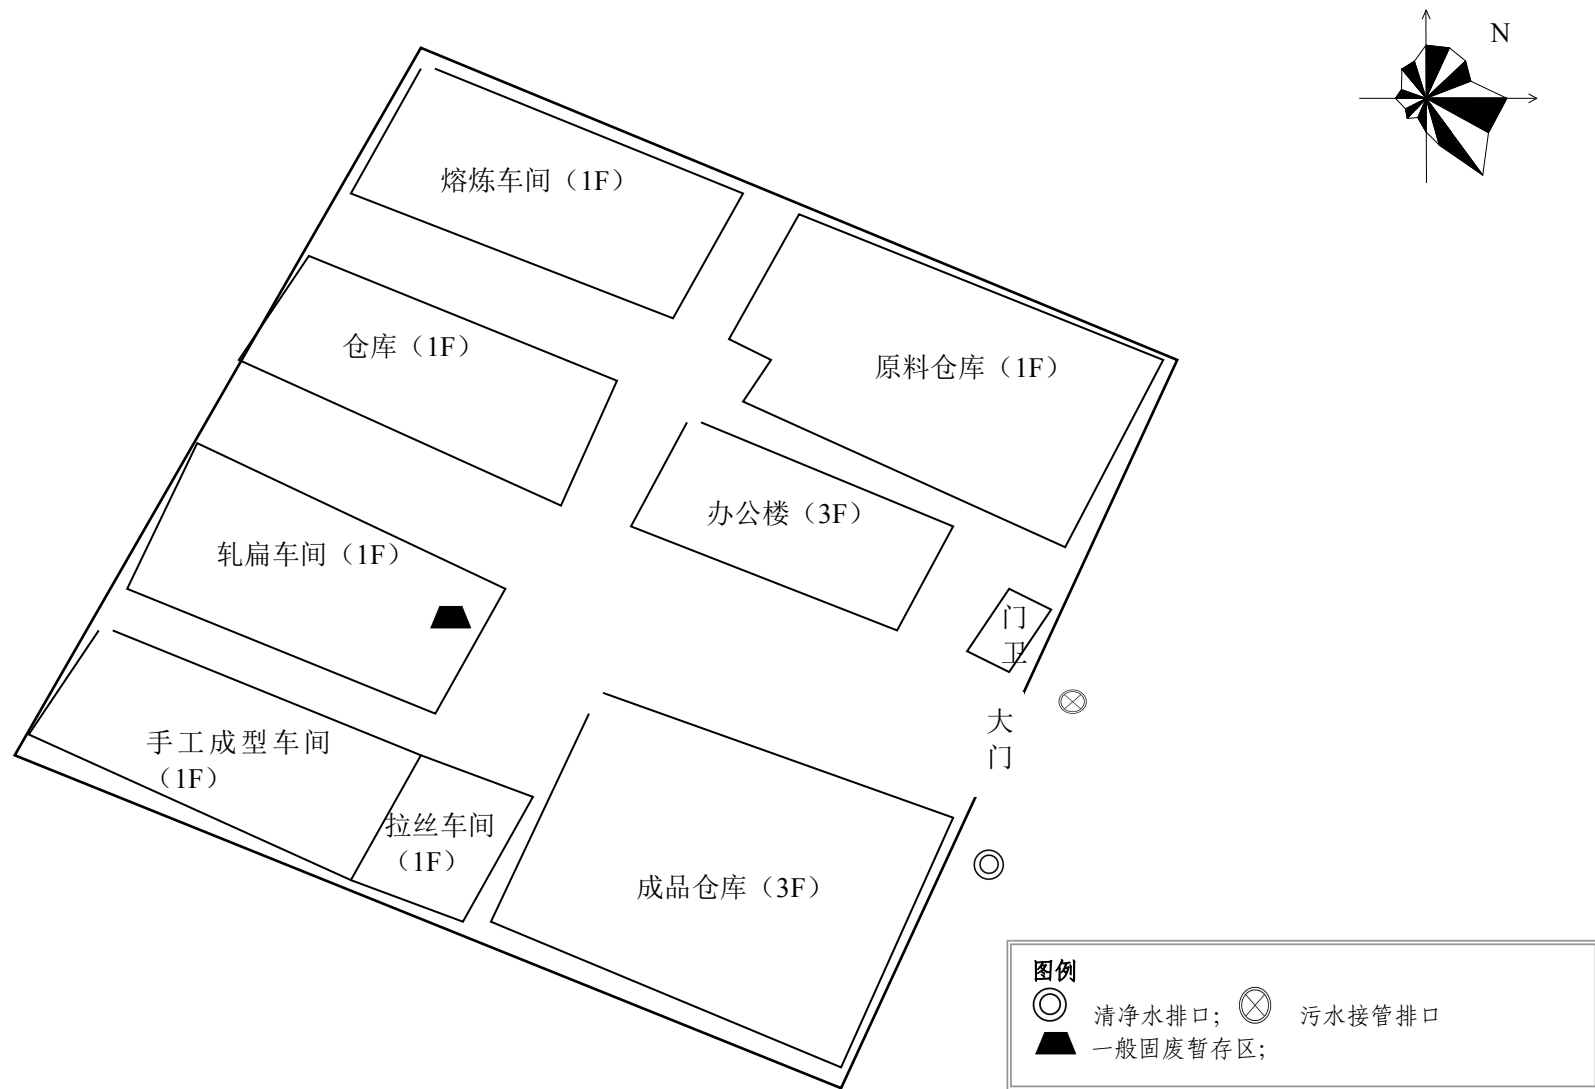 N
熔炼车间（1F）
仓库（1F）
原料仓库（1F）
办公楼（3F）
轧扁车间（1F）
门
卫
大
门
手工成型车间
（1F）
拉丝车间
（1F）
成品仓库（3F）
图例
清净水排口； 污水接管排口
一般固废暂存区；